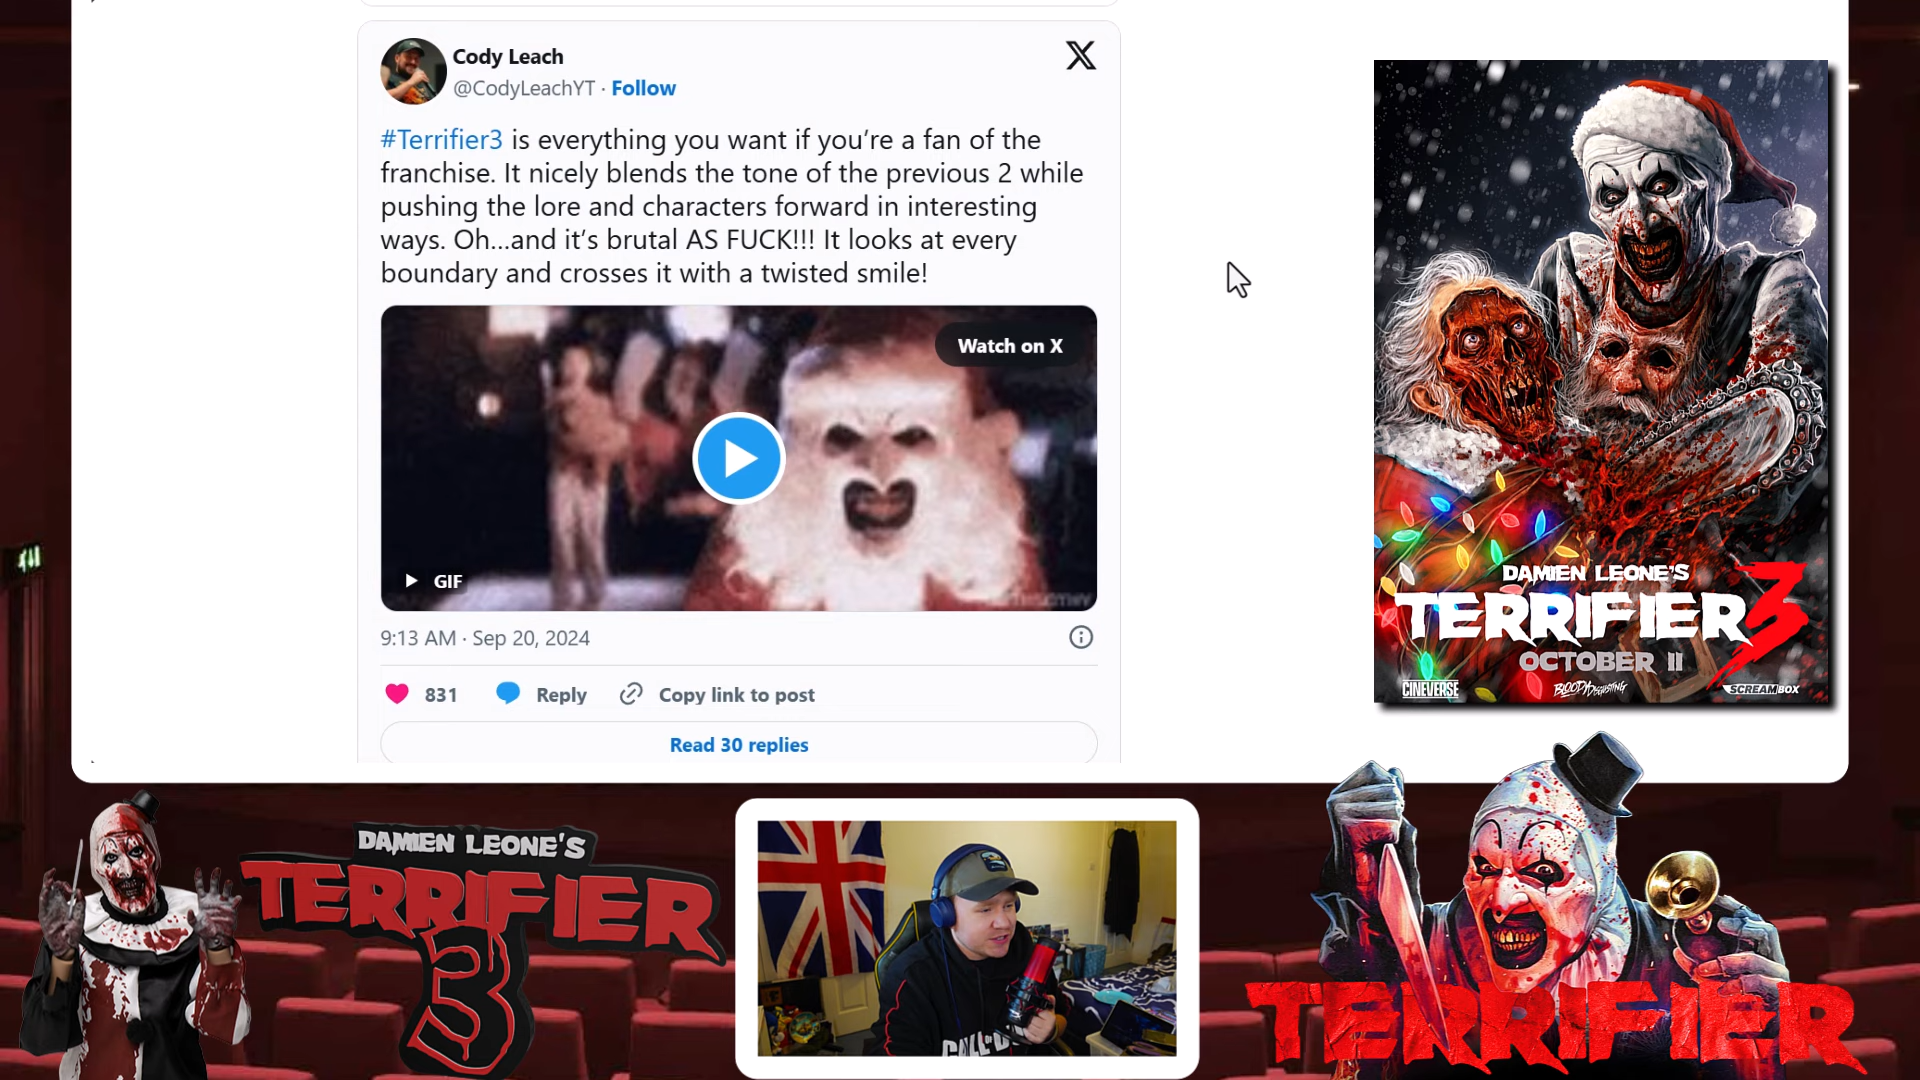 Cody Leach
@CodyLeachYT · Follow
#Terrifier3 is everything you want if you’re a fan of the
franchise. It nicely blends the tone of the previous 2 while
pushing the lore and characters forward in interesting
ways. Oh...and it’s brutal AS FUCK!!! It looks at every
boundary and crosses it with a twisted smile!
Watch on X
GIF
9:13 AM · Sep 20, 2024
831
Reply
Copy link to post
Read 30 replies
DAMIEN LEONE'S
TERRIFIER 3
OCTOBER 11
CINEVERSE
BLOODY DISGUSTING
SCREAMBOX
DAMIEN LEONE'S
TERRIFIER
3
TERRIFIER